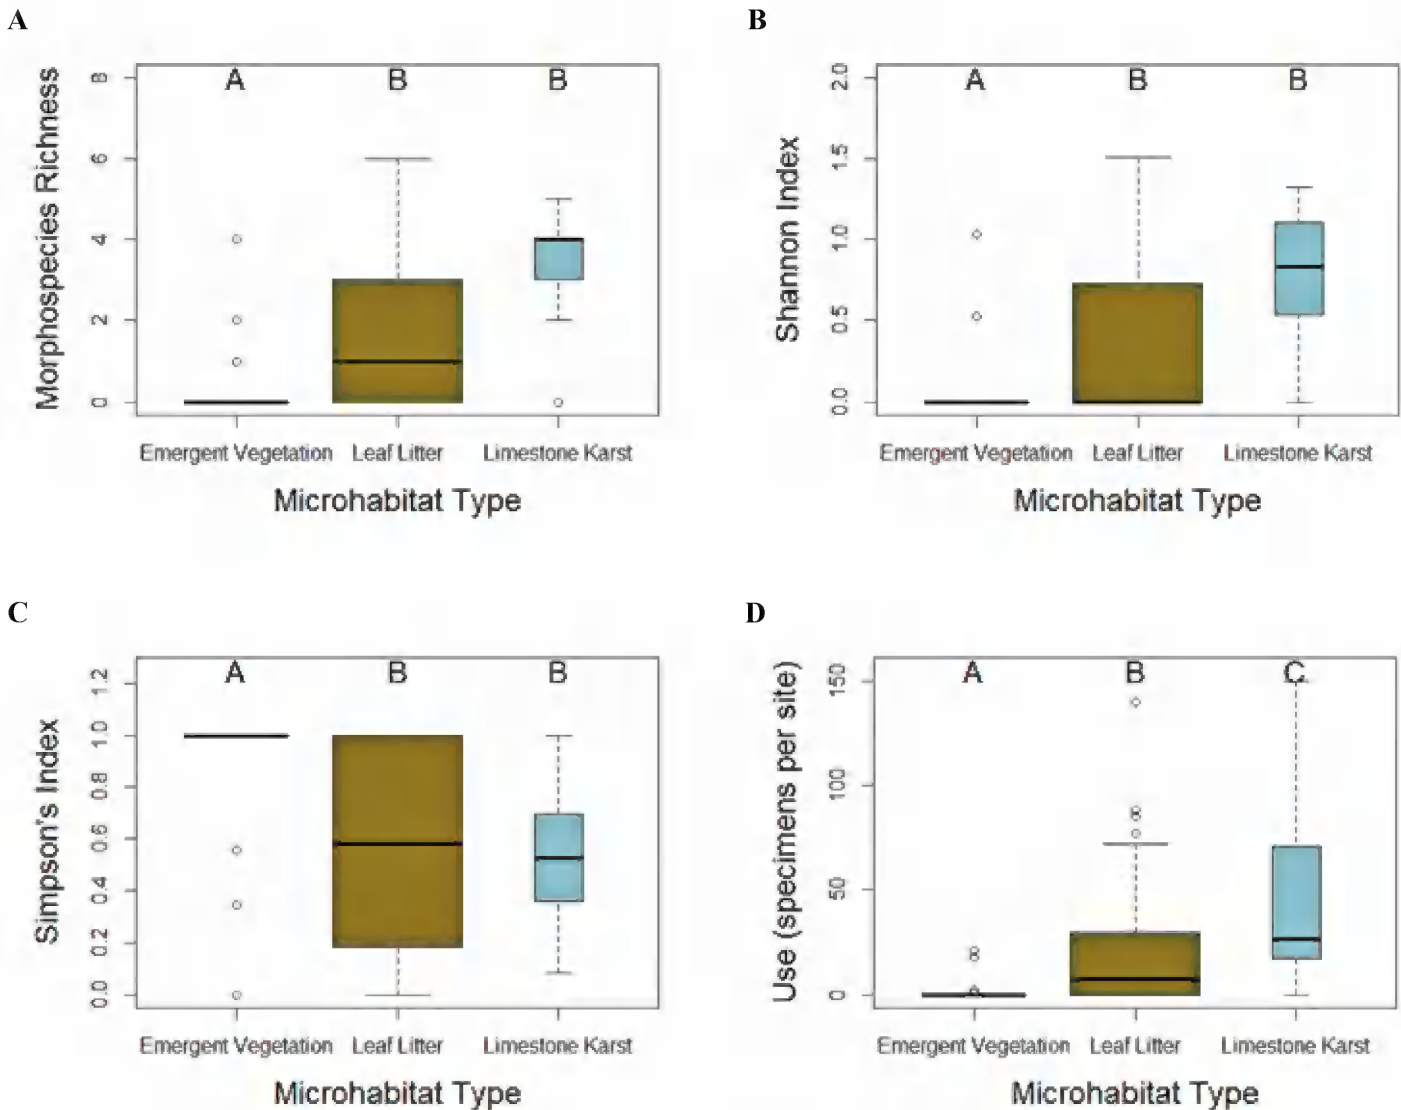 A
B
Morphospecies Richness
8
6
4
2
0
A B B
Emergent Vegetation Leaf Litter Limestone Karst
Microhabitat Type
Shannon Index
2.0
1.5
1.0
0.5
0.0
A B B
Emergent Vegetation Leaf Litter Limestone Karst
Microhabitat Type
C
D
Simpson's Index
1.2
1.0
0.8
0.6
0.4
0.2
0.0
A B B
Emergent Vegetation Leaf Litter Limestone Karst
Microhabitat Type
Use (specimens per site)
150
100
50
0
A B C
Emergent Vegetation Leaf Litter Limestone Karst
Microhabitat Type